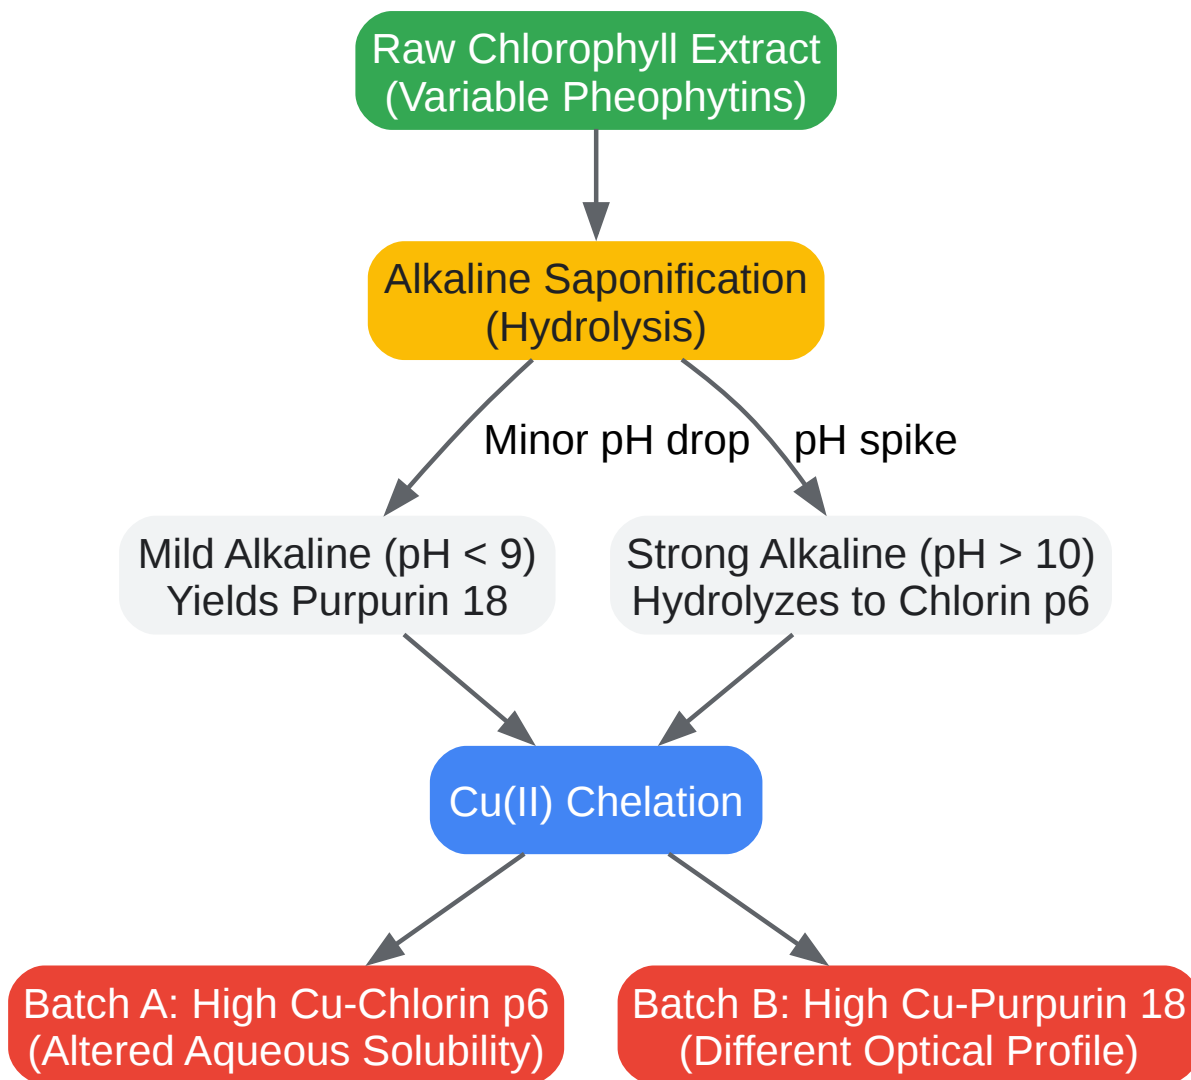 Raw Chlorophyll Extract
(Variable Pheophytins)
Alkaline Saponification
(Hydrolysis)
Minor pH drop
pH spike
Mild Alkaline (pH < 9)
Yields Purpurin 18
Strong Alkaline (pH > 10)
Hydrolyzes to Chlorin p6
Cu(II) Chelation
Batch A: High Cu-Chlorin p6
(Altered Aqueous Solubility)
Batch B: High Cu-Purpurin 18
(Different Optical Profile)